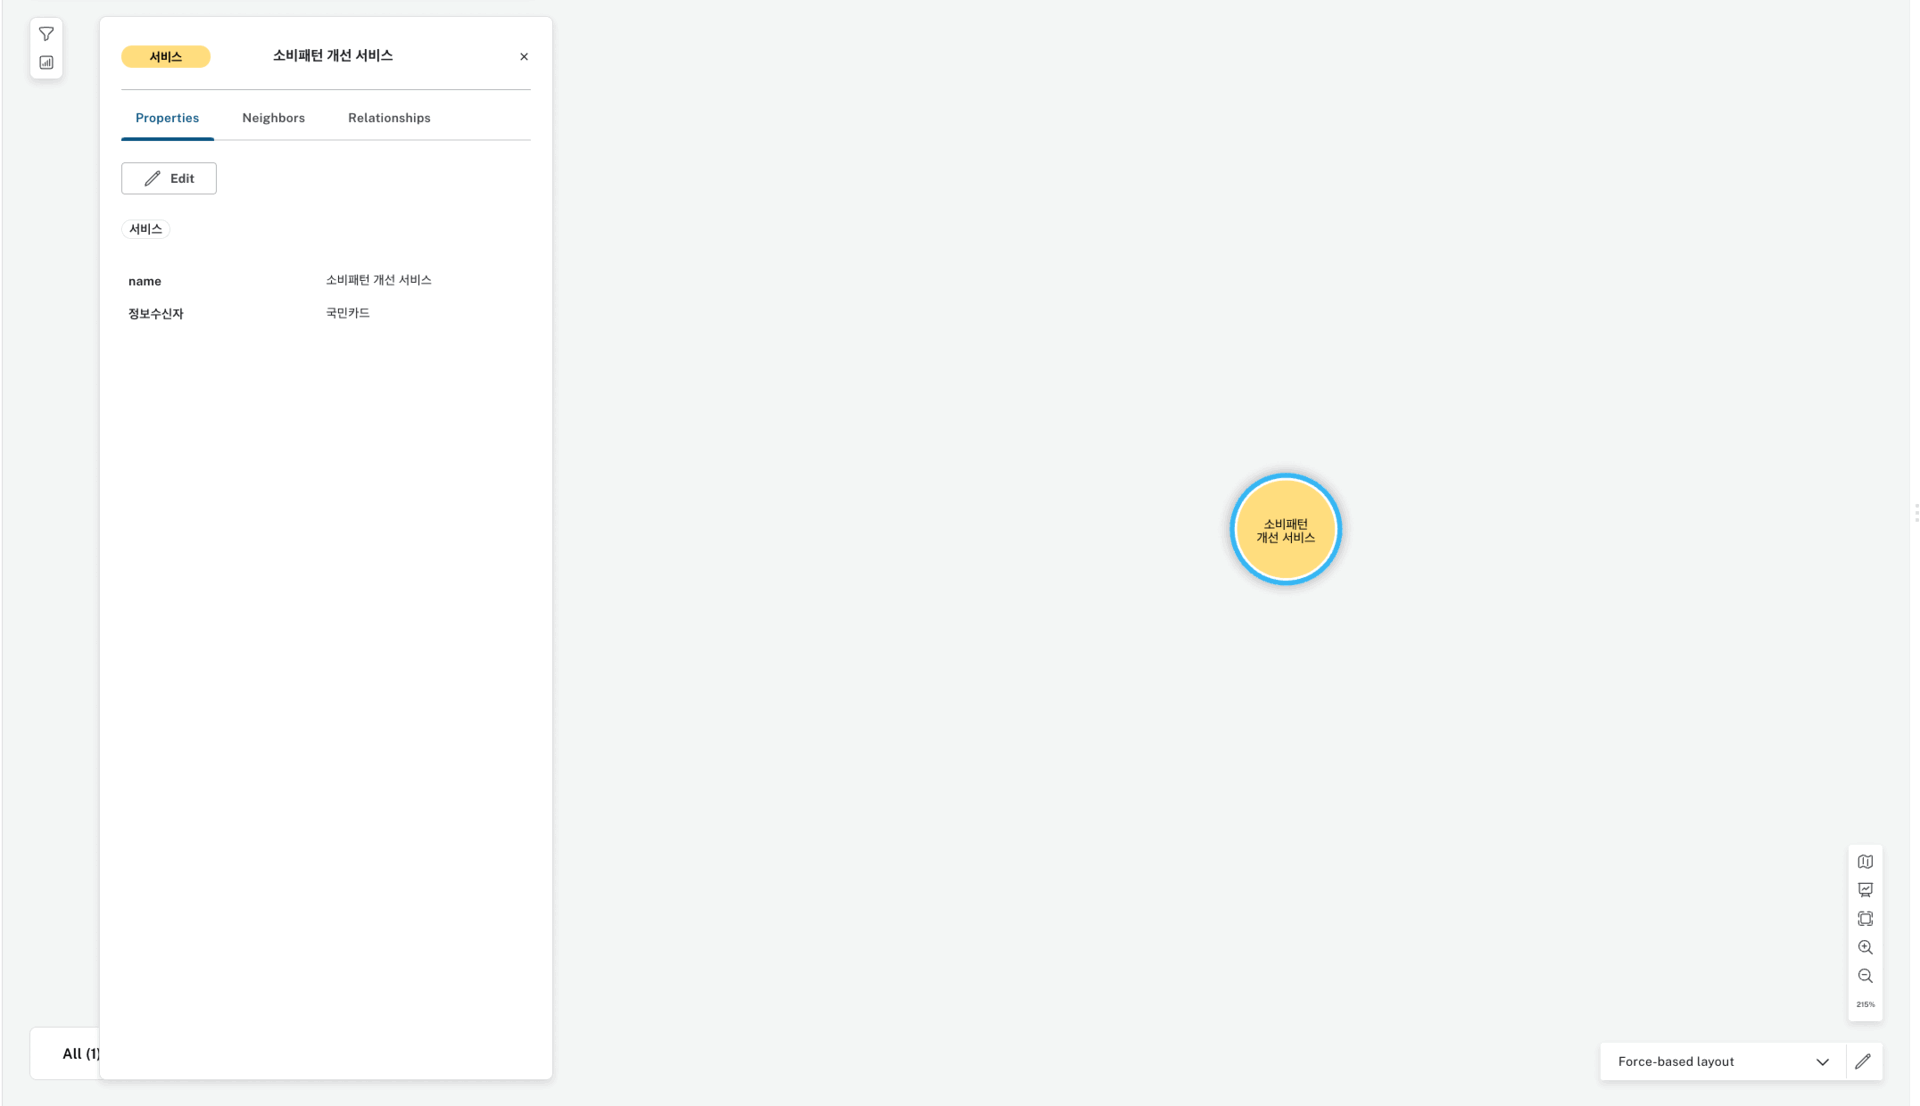 서비스
소비패턴 개선 서비스
Properties
Neighbors
Relationships
Edit
서비스
name
소비패턴 개선 서비스
정보수신자
국민카드
소비패턴
개선 서비스
215%
All (1)
Force-based layout